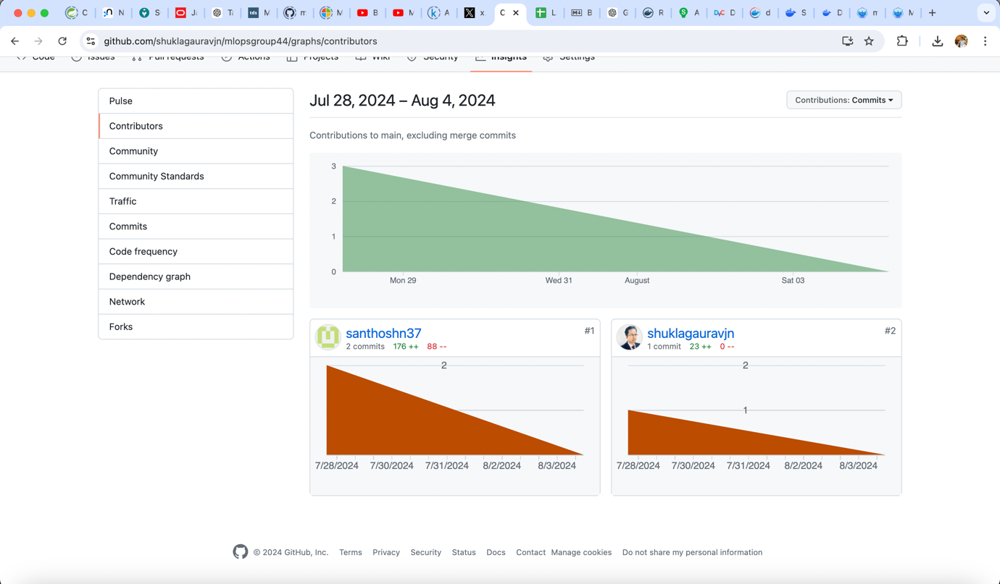 C N S J T M m M B M A x C L B G R A D d S D m M
github.com/shuklagauravjn/mlopsgroup44/graphs/contributors
Code Issues Pull requests Actions Projects Wiki Security Insights Settings
Pulse
Contributors
Community
Community Standards
Traffic
Commits
Code frequency
Dependency graph
Network
Forks
Jul 28, 2024 – Aug 4, 2024
Contributions: Commits
Contributions to main, excluding merge commits
3
2
1
0
Mon 29 Wed 31 August Sat 03
santhoshn37 #1
2 commits 176 ++ 88 --
2
7/28/2024 7/30/2024 7/31/2024 8/2/2024 8/3/2024
shuklagauravjn #2
1 commit 23 ++ 0 --
2
1
7/28/2024 7/30/2024 7/31/2024 8/2/2024 8/3/2024
© 2024 GitHub, Inc. Terms Privacy Security Status Docs Contact Manage cookies Do not share my personal information